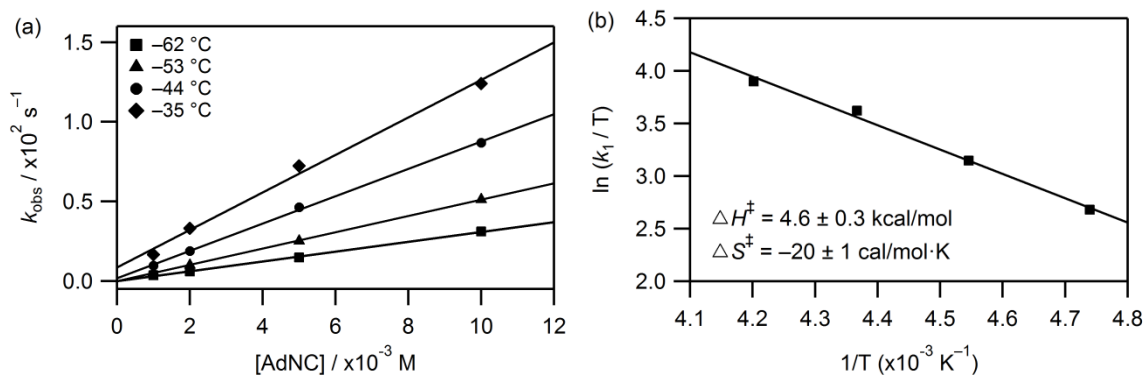 (a)
–62 °C
–53 °C
–44 °C
–35 °C
1.5
1.0
0.5
0.0
k_obs / x10² s⁻¹
0 2 4 6 8 10 12
[AdNC] / x10⁻³ M
(b)
4.5
4.0
3.5
3.0
2.5
2.0
ln (k₁ / T)
△H‡ = 4.6 ± 0.3 kcal/mol
△S‡ = –20 ± 1 cal/mol·K
4.1 4.2 4.3 4.4 4.5 4.6 4.7 4.8
1/T (x10⁻³ K⁻¹)